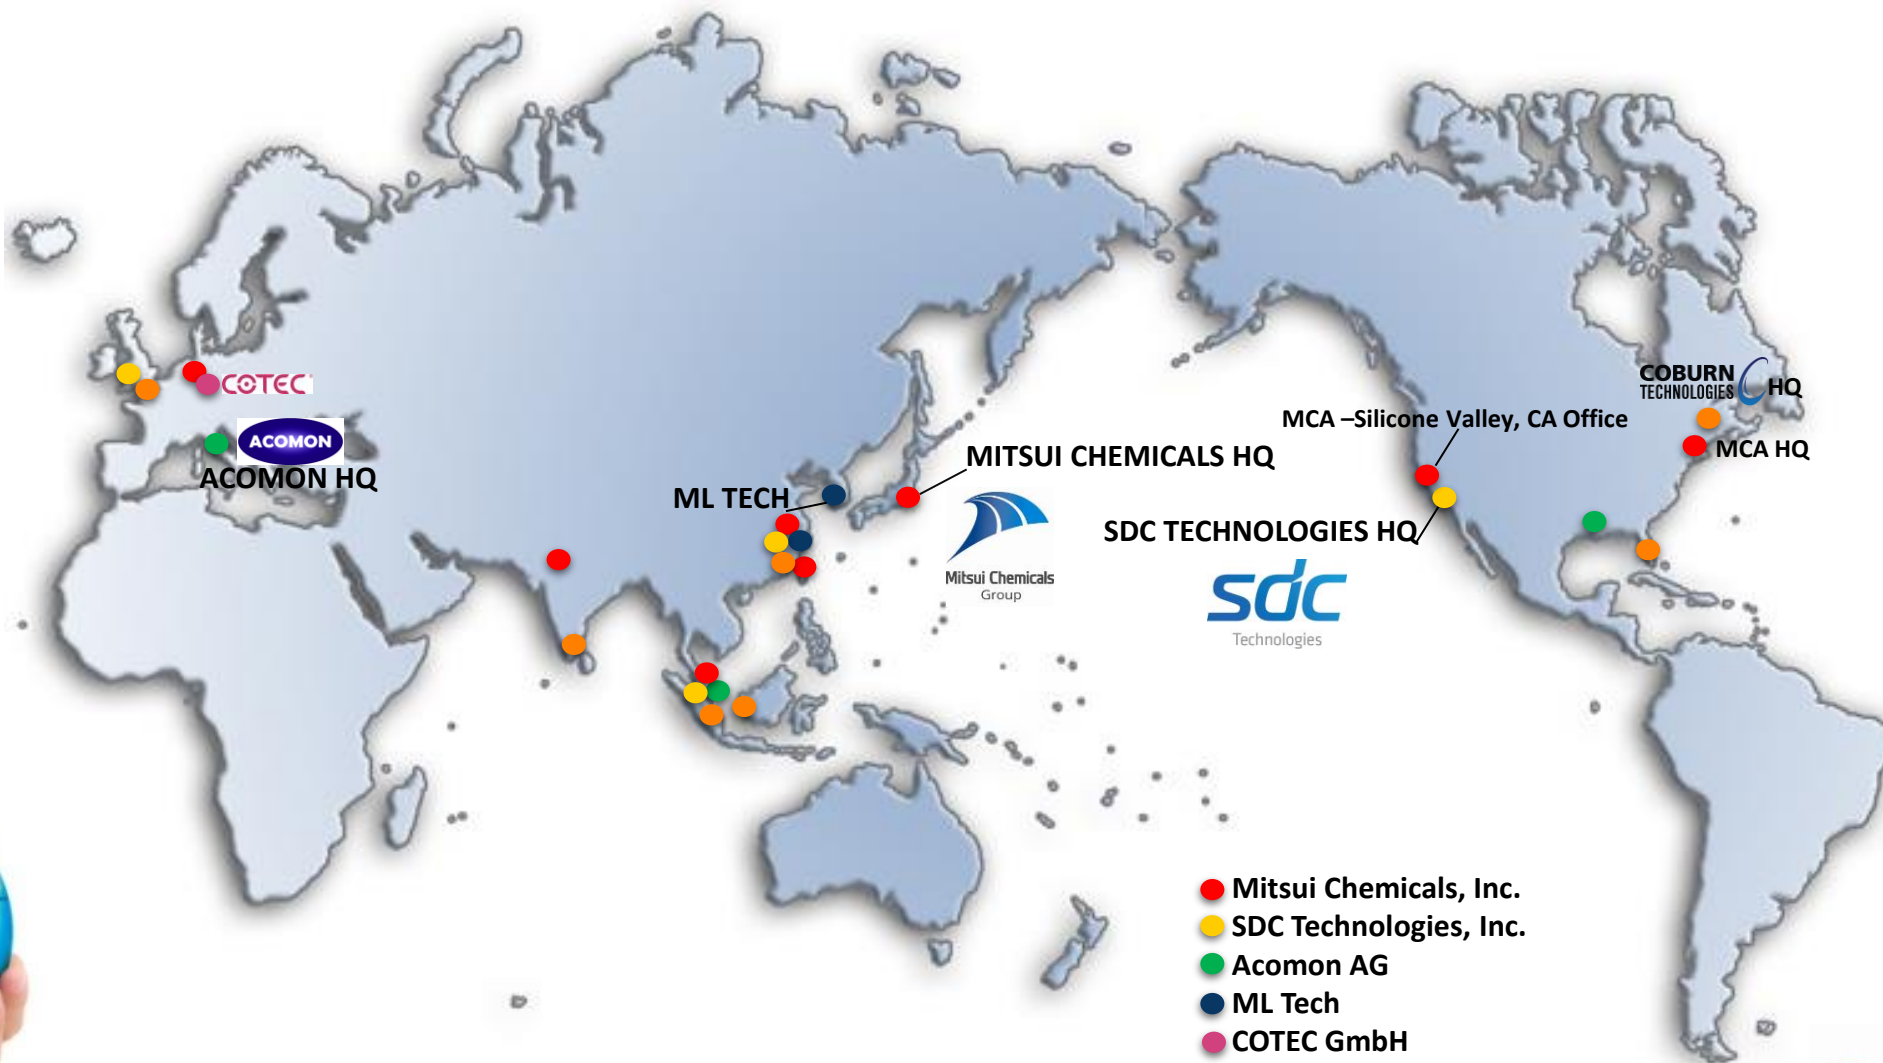 COTEC
ACOMON
ACOMON HQ
ML TECH
MITSUI CHEMICALS HQ
Mitsui Chemicals
Group
MCA –Silicone Valley, CA Office
SDC TECHNOLOGIES HQ
sdc
Technologies
COBURN
TECHNOLOGIES
HQ
MCA HQ
Mitsui Chemicals, Inc.
SDC Technologies, Inc.
Acomon AG
ML Tech
COTEC GmbH